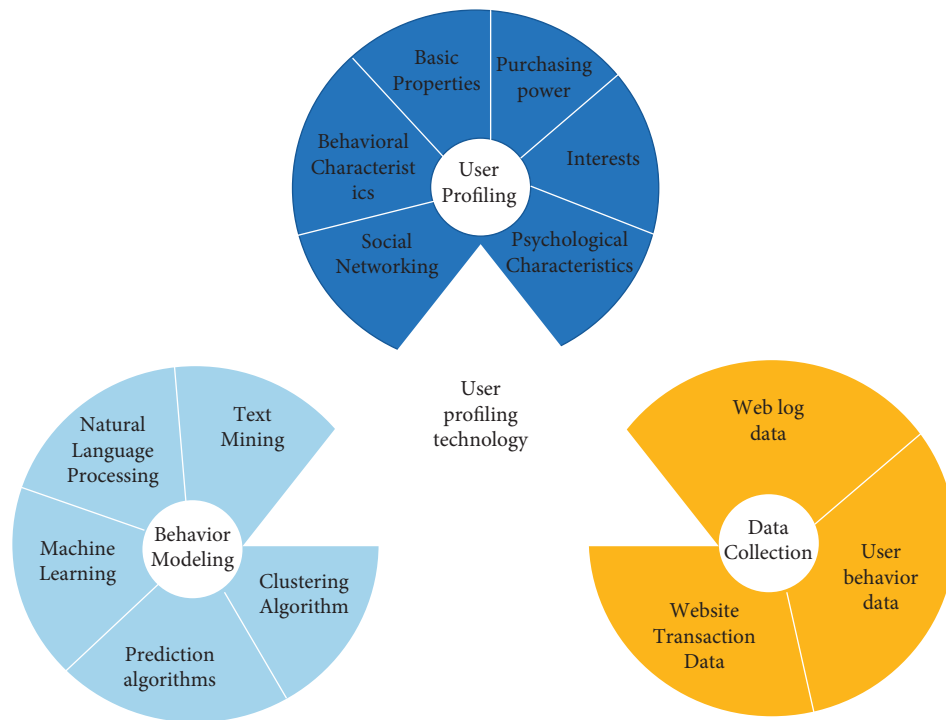 Basic
Properties
Purchasing
power
Behavioral
Characterist
ics
Interests
User
Profiling
Social
Networking
Psychological
Characteristics
User
profiling
technology
Text
Mining
Natural
Language
Processing
Machine
Learning
Behavior
Modeling
Clustering
Algorithm
Prediction
algorithms
Web log
data
Data
Collection
User
behavior
data
Website
Transaction
Data